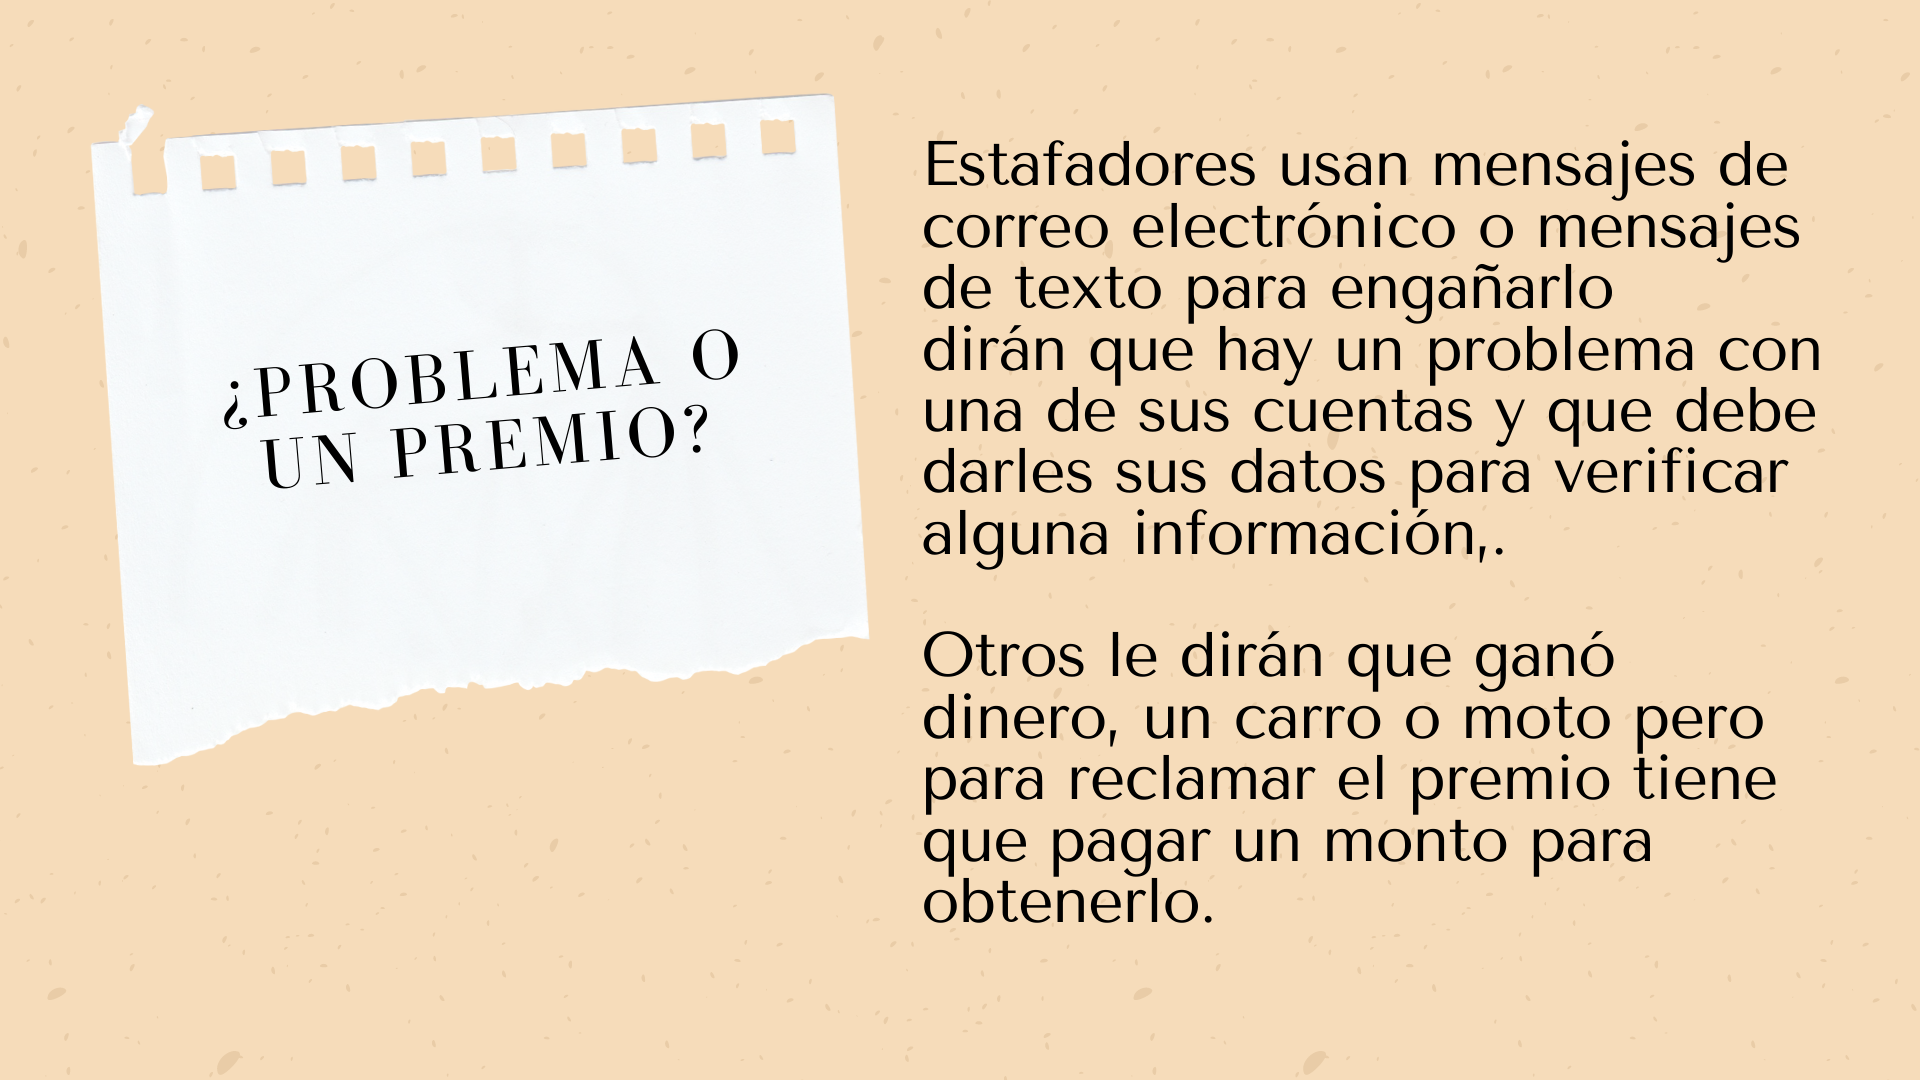 ¿PROBLEMA O
UN PREMIO?
Estafadores usan mensajes de
correo electrónico o mensajes
de texto para engañarlo
dirán que hay un problema con
una de sus cuentas y que debe
darles sus datos para verificar
alguna información,.
Otros le dirán que ganó
dinero, un carro o moto pero
para reclamar el premio tiene
que pagar un monto para
obtenerlo.